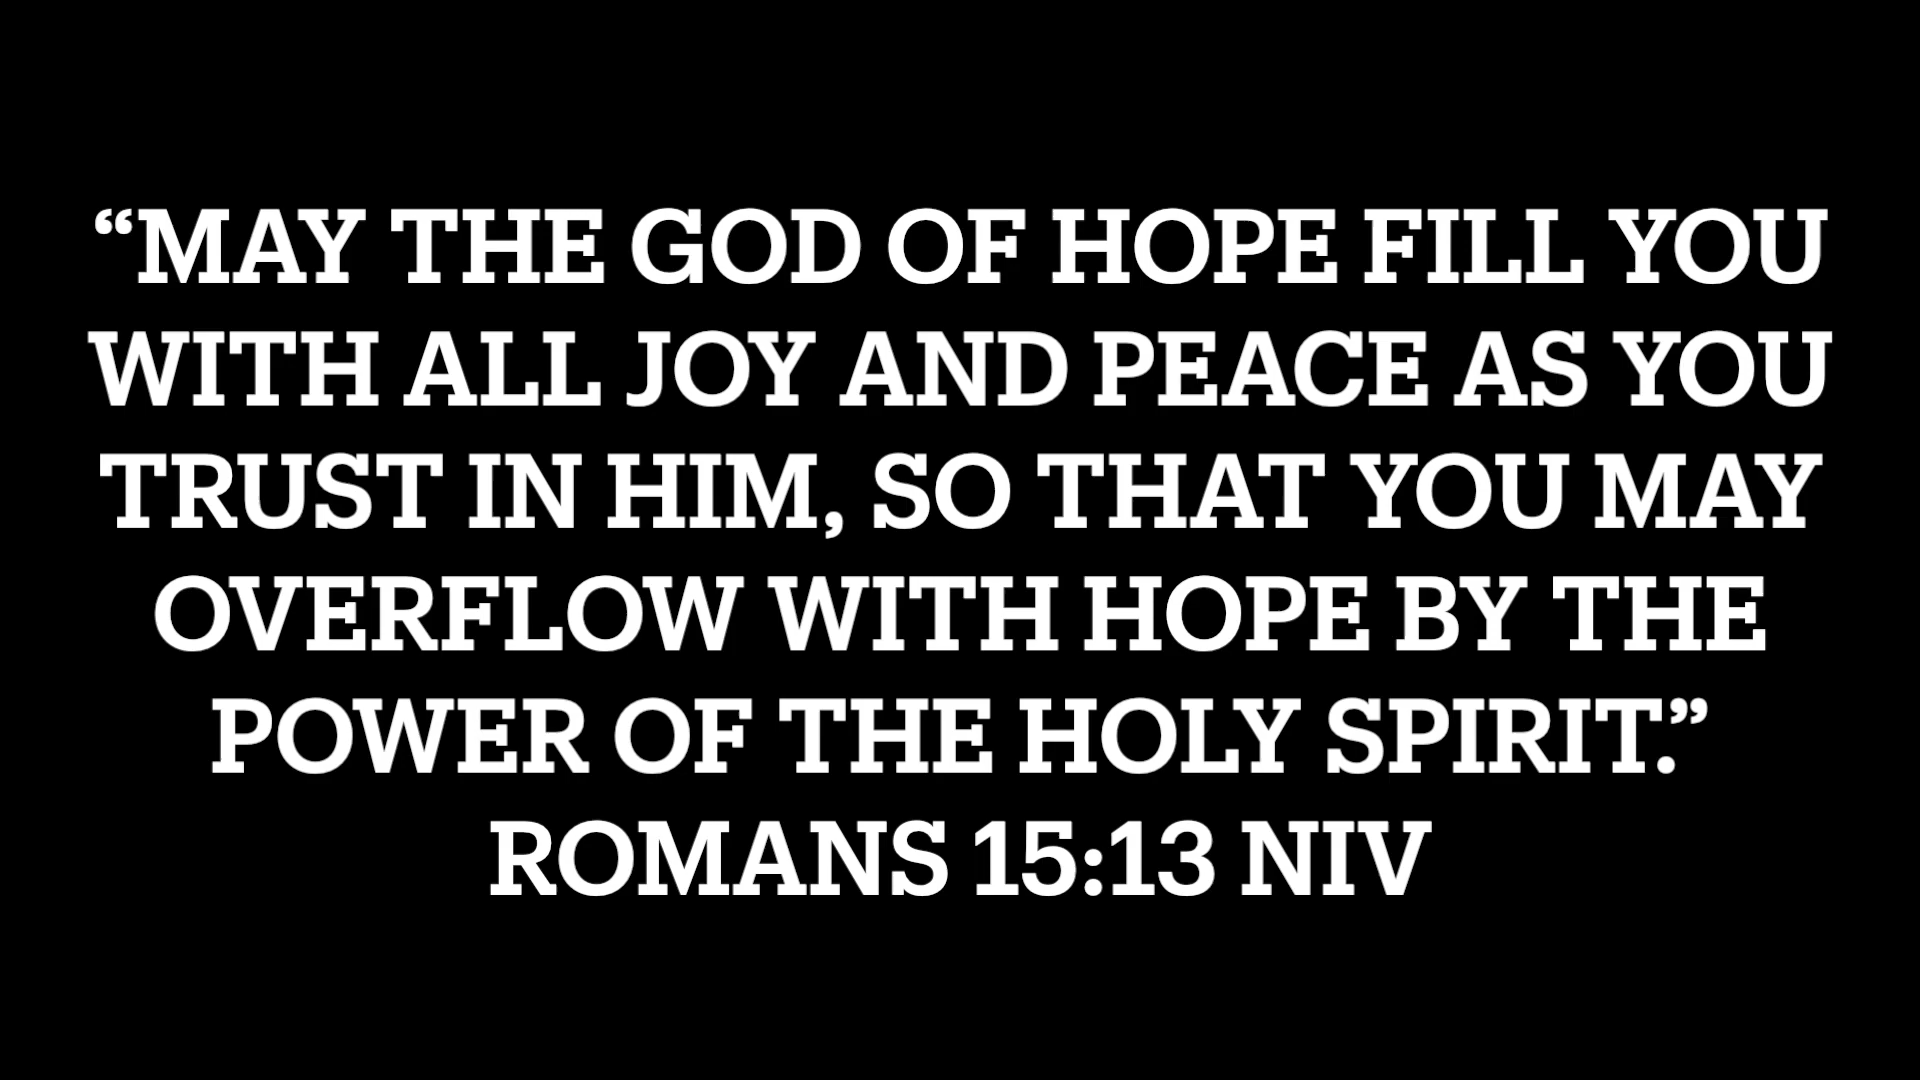 “MAY THE GOD OF HOPE FILL YOU
WITH ALL JOY AND PEACE AS YOU
TRUST IN HIM, SO THAT YOU MAY
OVERFLOW WITH HOPE BY THE
POWER OF THE HOLY SPIRIT.”
ROMANS 15:13 NIV